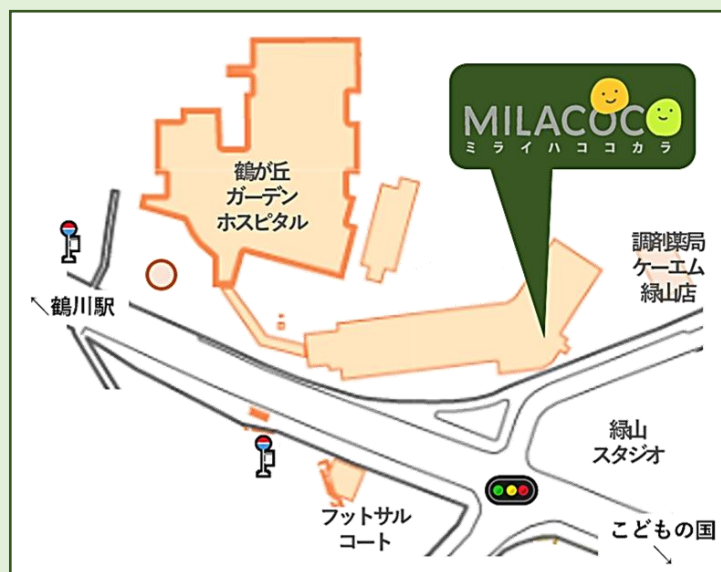 MILACOCO
ミライハココカラ
鶴が丘
ガーデン
ホスピタル
調剤薬局
ケーエム
緑山店
↖鶴川駅
緑山
スタジオ
フットサル
コート
こどもの国
↘